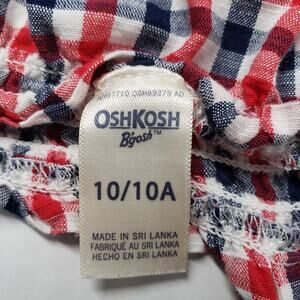 OSHKOSH
B'gosh
10/10A
MADE IN SRI LANKA
FABRIQUÉ AU SRI LANKA
HECHO EN SRI LANKA